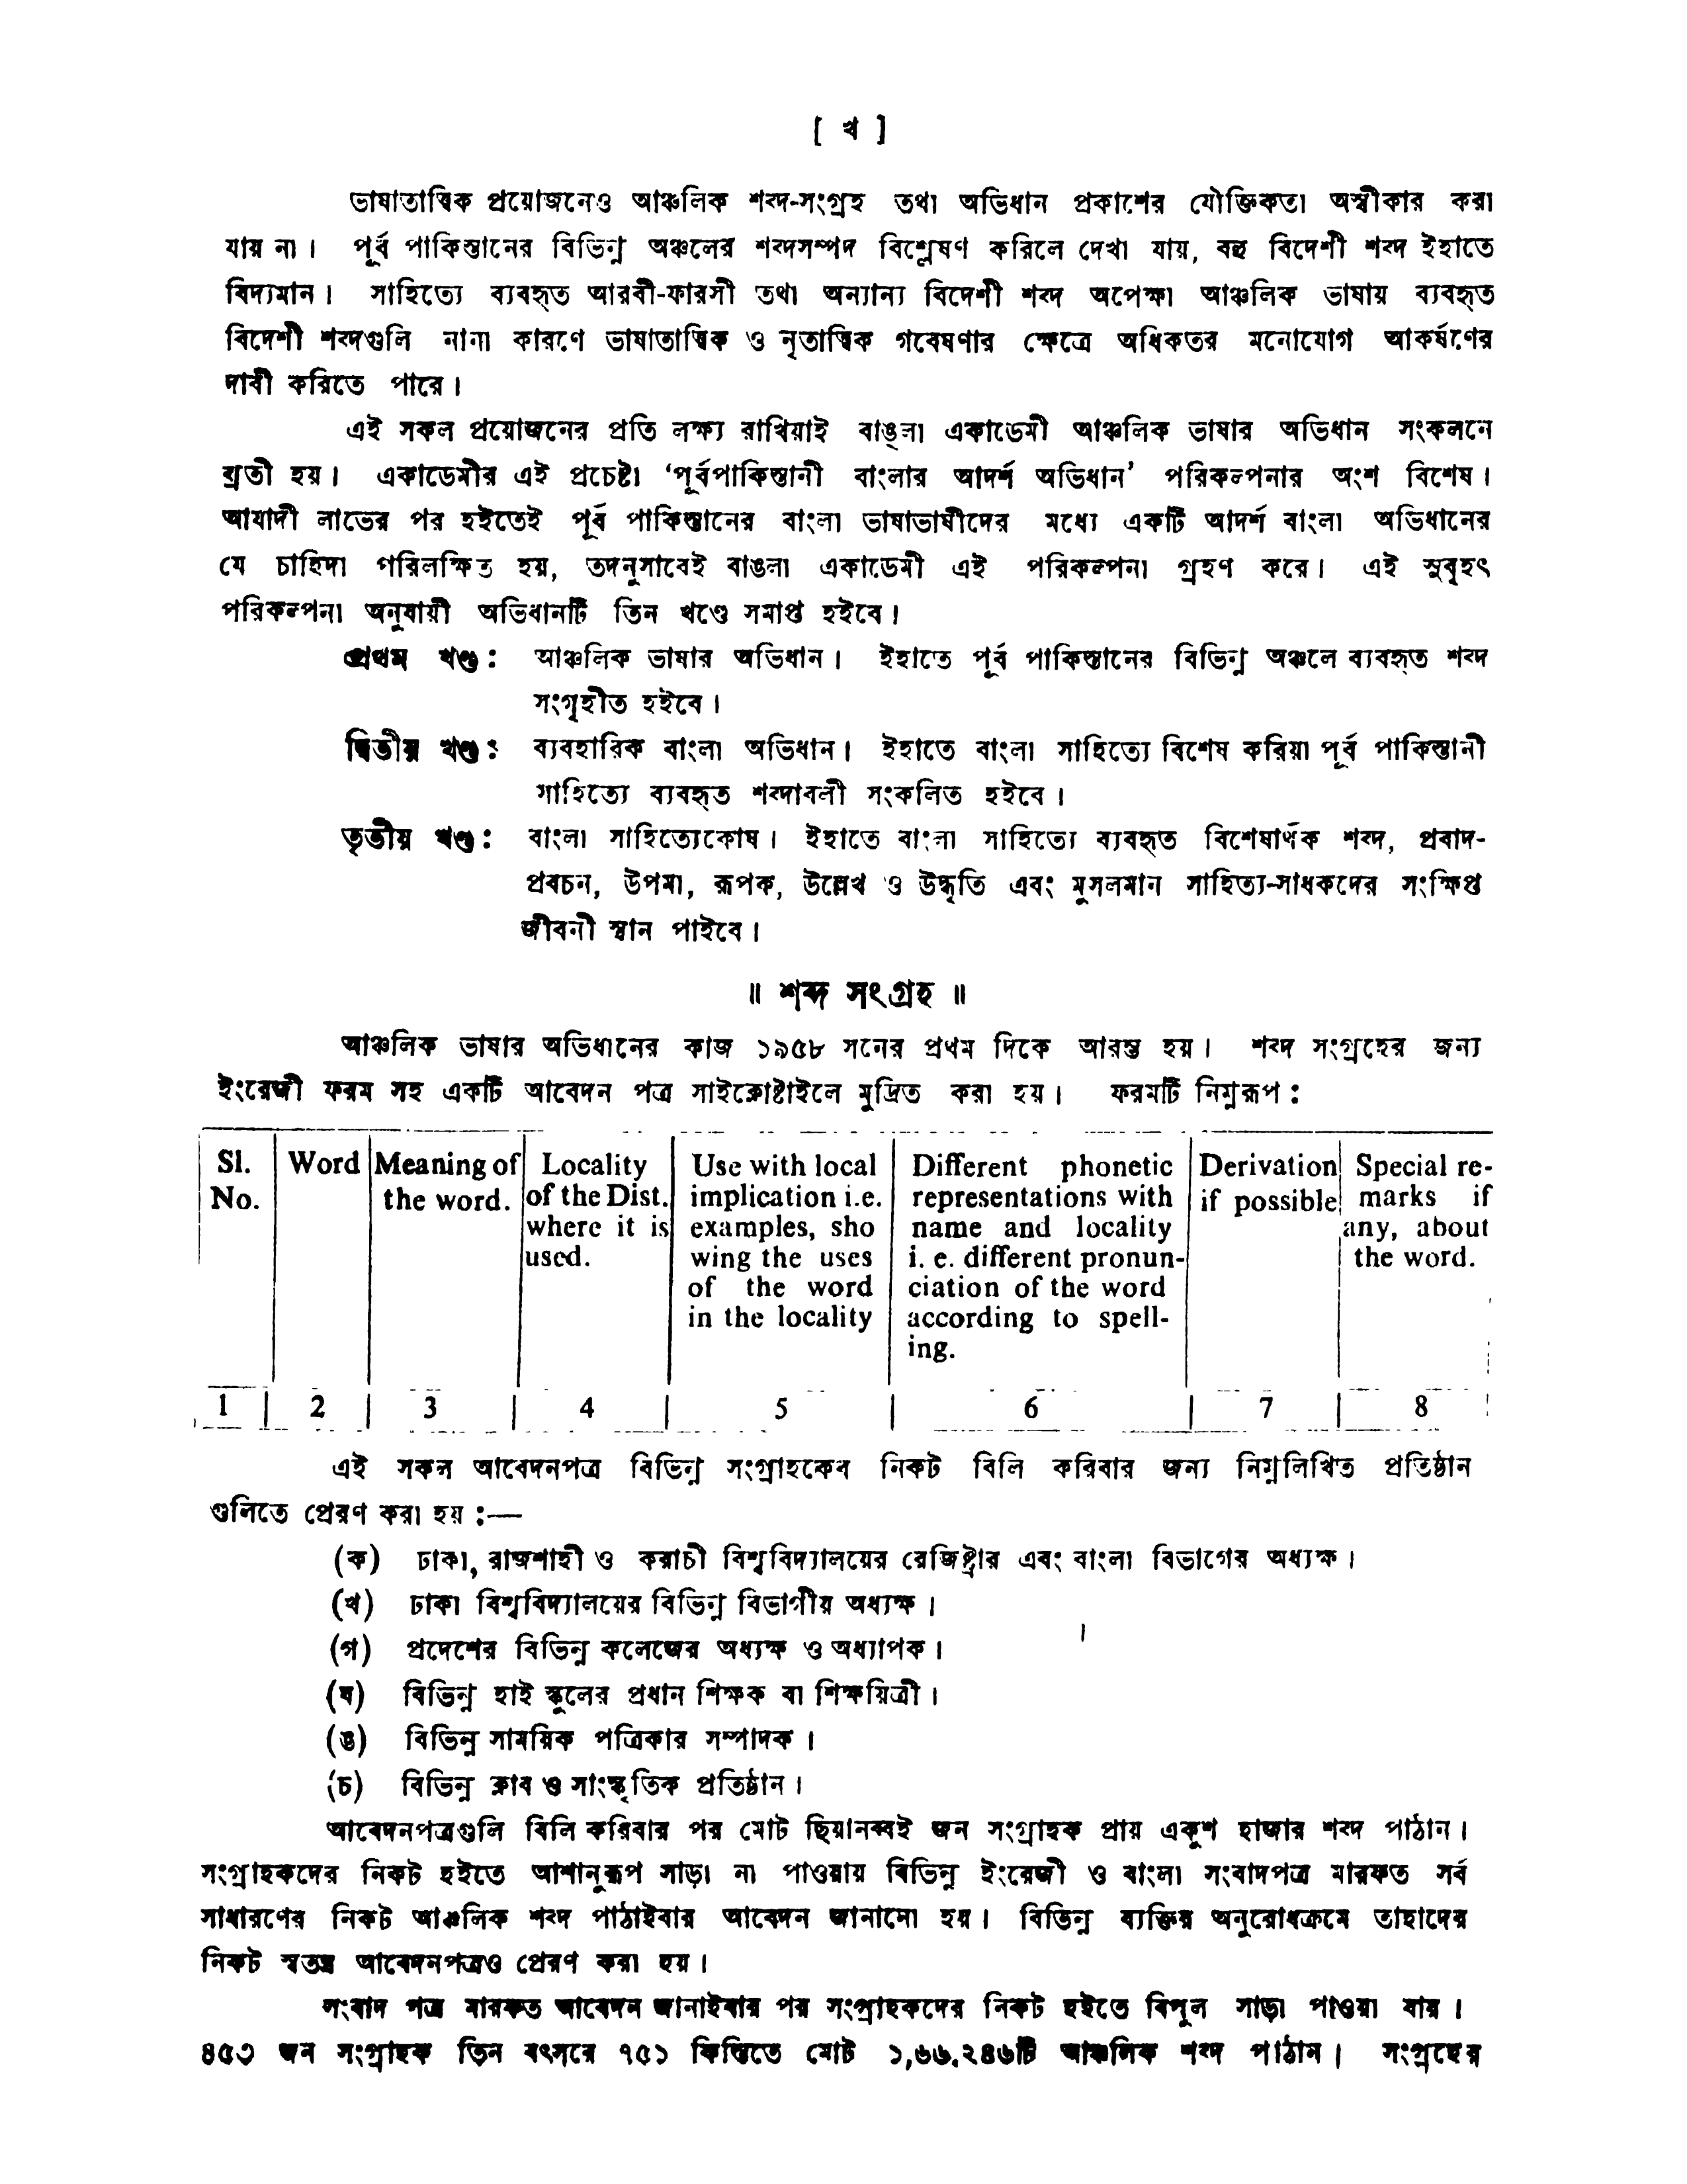 [ খ ]
ভাষাতাত্ত্বিক প্রয়োজনেও আঞ্চলিক শব্দ-সংগ্রহ তথা অভিধান প্রকাশের যৌক্তিকতা অস্বীকার করা
যায় না। পূর্ব পাকিস্তানের বিভিন্ন অঞ্চলের শব্দসম্পদ বিশ্লেষণ করিলে দেখা যায়, বহু বিদেশী শব্দ ইহাতে
বিদ্যমান। সাহিত্যে ব্যবহৃত আরবী-ফারসী তথা অন্যান্য বিদেশী শব্দ অপেক্ষা আঞ্চলিক ভাষায় ব্যবহৃত
বিদেশী শব্দগুলি নানা কারণে ভাষাতাত্ত্বিক ও নৃতাত্ত্বিক গবেষণার ক্ষেত্রে অধিকতর মনোযোগ আকর্ষণের
দাবী করিতে পারে।
এই সকল প্রয়োজনের প্রতি লক্ষ্য রাখিয়াই বাঙ্‌লা একাডেমী আঞ্চলিক ভাষার অভিধান সংকলনে
ব্রতী হয়। একাডেমীর এই প্রচেষ্টা ‘পূর্বপাকিস্তানী বাংলার আদর্শ অভিধান’ পরিকল্পনার অংশ বিশেষ।
আযাদী লাভের পর হইতেই পূর্ব পাকিস্তানের বাংলা ভাষাভাষীদের মধ্যে একটি আদর্শ বাংলা অভিধানের
যে চাহিদা পরিলক্ষিত হয়, তদনুসারেই বাঙলা একাডেমী এই পরিকল্পনা গ্রহণ করে। এই সুবৃহৎ
পরিকল্পনা অনুযায়ী অভিধানটি তিন খণ্ডে সমাপ্ত হইবে।
প্রথম খণ্ড: আঞ্চলিক ভাষার অভিধান। ইহাতে পূর্ব পাকিস্তানের বিভিন্ন অঞ্চলে ব্যবহৃত শব্দ
সংগৃহীত হইবে।
দ্বিতীয় খণ্ড: ব্যবহারিক বাংলা অভিধান। ইহাতে বাংলা সাহিত্যে বিশেষ করিয়া পূর্ব পাকিস্তানী
সাহিত্যে ব্যবহৃত শব্দাবলী সংকলিত হইবে।
তৃতীয় খণ্ড: বাংলা সাহিত্যেকোষ। ইহাতে বাংলা সাহিত্যে ব্যবহৃত বিশেষার্থক শব্দ, প্রবাদ-
প্রবচন, উপমা, রূপক, উল্লেখ ও উদ্ধৃতি এবং মুসলমান সাহিত্য-সাধকদের সংক্ষিপ্ত
জীবনী স্থান পাইবে।
॥ শব্দ সংগ্রহ ॥
আঞ্চলিক ভাষার অভিধানের কাজ ১৯৫৮ সনের প্রথম দিকে আরম্ভ হয়। শব্দ সংগ্রহের জন্য
ইংরেজী ফরম সহ একটি আবেদন পত্র সাইক্লোষ্টাইলে মুদ্রিত করা হয়। ফরমটি নিম্নরূপ:
Sl. No.
Word
Meaning of the word.
Locality of the Dist. where it is used.
Use with local implication i.e. examples, sho wing the uses of the word in the locality
Different phonetic representations with name and locality i. e. different pronun- ciation of the word according to spell- ing.
Derivation if possible
Special re- marks if any, about the word.
1 2 3 4 5 6 7 8
এই সকল আবেদনপত্র বিভিন্ন সংগ্রাহকের নিকট বিলি করিবার জন্য নিম্নলিখিত প্রতিষ্ঠান
গুলিতে প্রেরণ করা হয়:—
(ক) ঢাকা, রাজশাহী ও করাচী বিশ্ববিদ্যালয়ের রেজিষ্ট্রার এবং বাংলা বিভাগের অধ্যক্ষ।
(খ) ঢাকা বিশ্ববিদ্যালয়ের বিভিন্ন বিভাগীয় অধ্যক্ষ।
(গ) প্রদেশের বিভিন্ন কলেজের অধ্যক্ষ ও অধ্যাপক।
(ঘ) বিভিন্ন হাই স্কুলের প্রধান শিক্ষক বা শিক্ষয়িত্রী।
(ঙ) বিভিন্ন সাময়িক পত্রিকার সম্পাদক।
(চ) বিভিন্ন ক্লাব ও সাংস্কৃতিক প্রতিষ্ঠান।
আবেদনপত্রগুলি বিলি করিবার পর মোট ছিয়ানব্বই জন সংগ্রাহক প্রায় একুশ হাজার শব্দ পাঠান।
সংগ্রাহকদের নিকট হইতে আশানুরূপ সাড়া না পাওয়ায় বিভিন্ন ইংরেজী ও বাংলা সংবাদপত্র মারফত সর্ব
সাধারণের নিকট আঞ্চলিক শব্দ পাঠাইবার আবেদন জানানো হয়। বিভিন্ন ব্যক্তির অনুরোধক্রমে তাহাদের
নিকট স্বতন্ত্র আবেদনপত্রও প্রেরণ করা হয়।
সংবাদ পত্র মারফত আবেদন জানাইবার পর সংগ্রাহকদের নিকট হইতে বিপুল সাড়া পাওয়া যায়।
৪৫৩ জন সংগ্রাহক তিন বৎসরে ৭৫১ কিস্তিতে মোট ১,৬৬,২৪৬টি আঞ্চলিক শব্দ পাঠান। সংগ্রহের